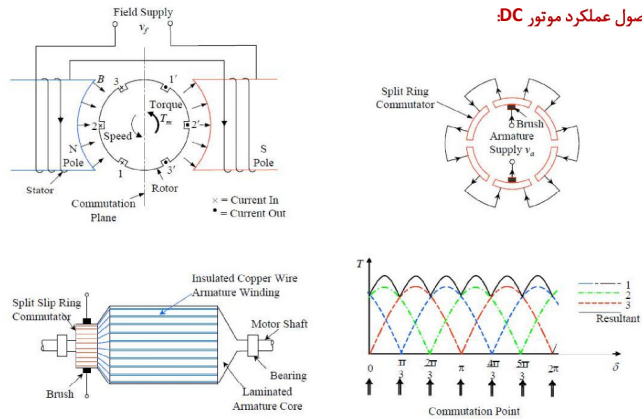 صول عملکرد موتور DC:
Field Supply
v_f
B
3
1'
Torque
T_m
2
2'
Speed
N
Pole
S
Pole
1
3'
Stator
Rotor
Commutation
Plane
× = Current In
• = Current Out
Split Ring
Commutator
Brush
Armature
Supply v_a
Insulated Copper Wire
Armature Winding
Split Slip Ring
Commutator
Motor Shaft
Bearing
Brush
Laminated
Armature Core
T
1
2
3
Resultant
δ
0 π/3 2π/3 π 4π/3 5π/3 2π
Commutation Point